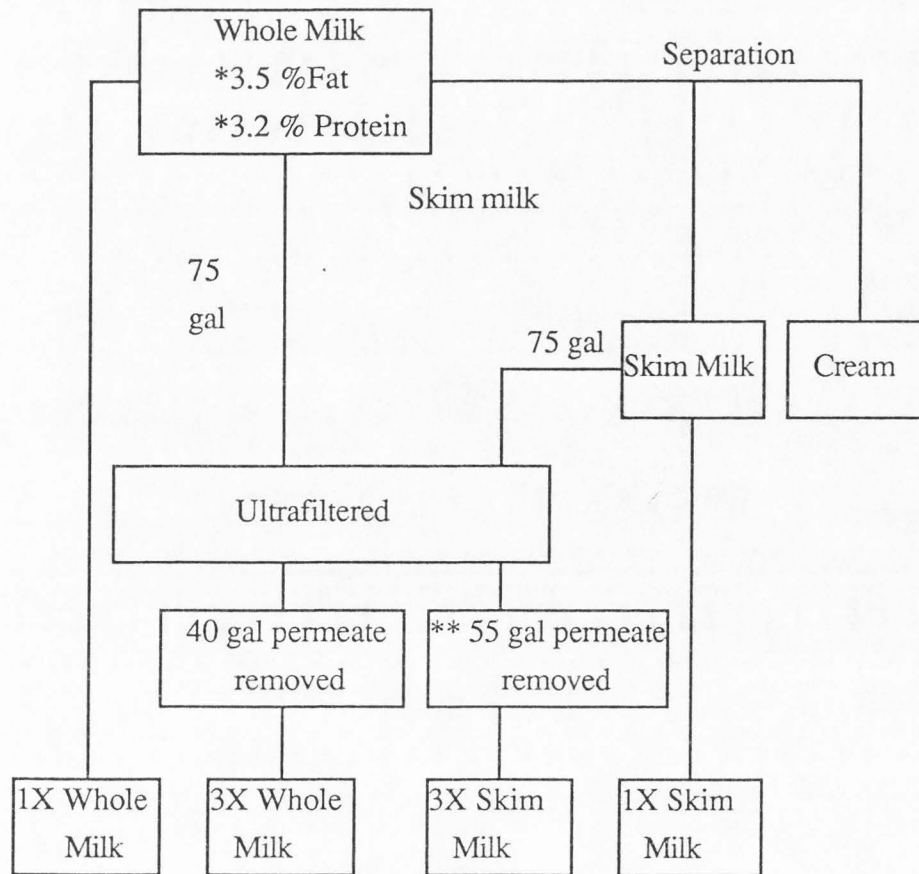 Whole Milk
*3.5 %Fat
*3.2 % Protein
Separation
Skim milk
75
gal
75 gal
Skim Milk
Cream
Ultrafiltered
40 gal permeate
removed
** 55 gal permeate
removed
1X Whole
Milk
3X Whole
Milk
3X Skim
Milk
1X Skim
Milk